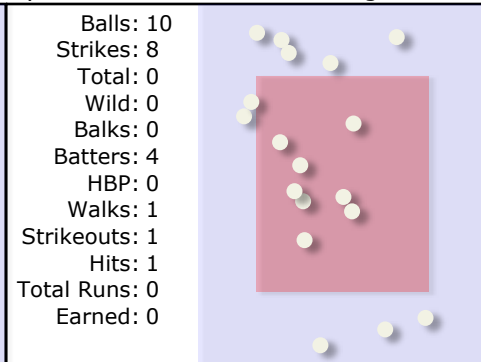 Balls: 10
Strikes: 8
Total: 0
Wild: 0
Balks: 0
Batters: 4
HBP: 0
Walks: 1
Strikeouts: 1
Hits: 1
Total Runs: 0
Earned: 0